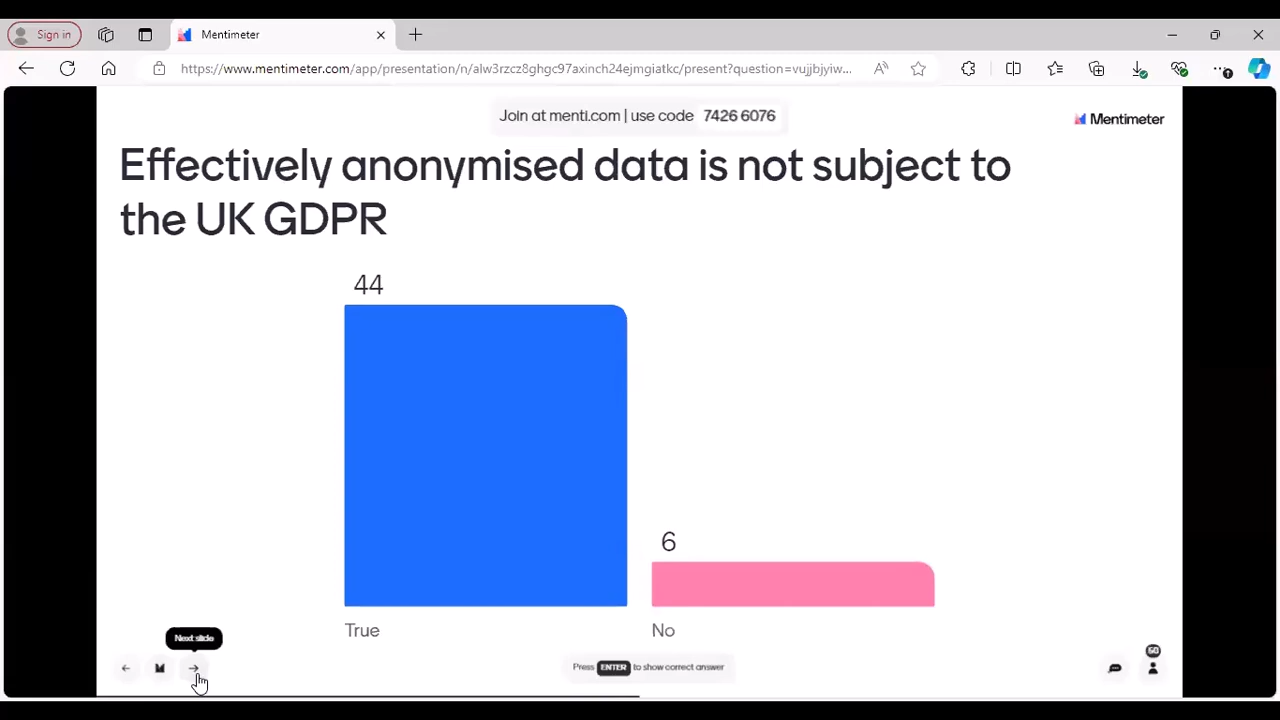 Sign in
Mentimeter
https://www.mentimeter.com/app/presentation/n/alw3rzcz8ghgc97axinch24ejmgiatkc/present?question=vujjbjyiw...
Join at menti.com | use code 7426 6076
Mentimeter
Effectively anonymised data is not subject to
the UK GDPR
44
6
True
No
Next slide
Press ENTER to show correct answer
50